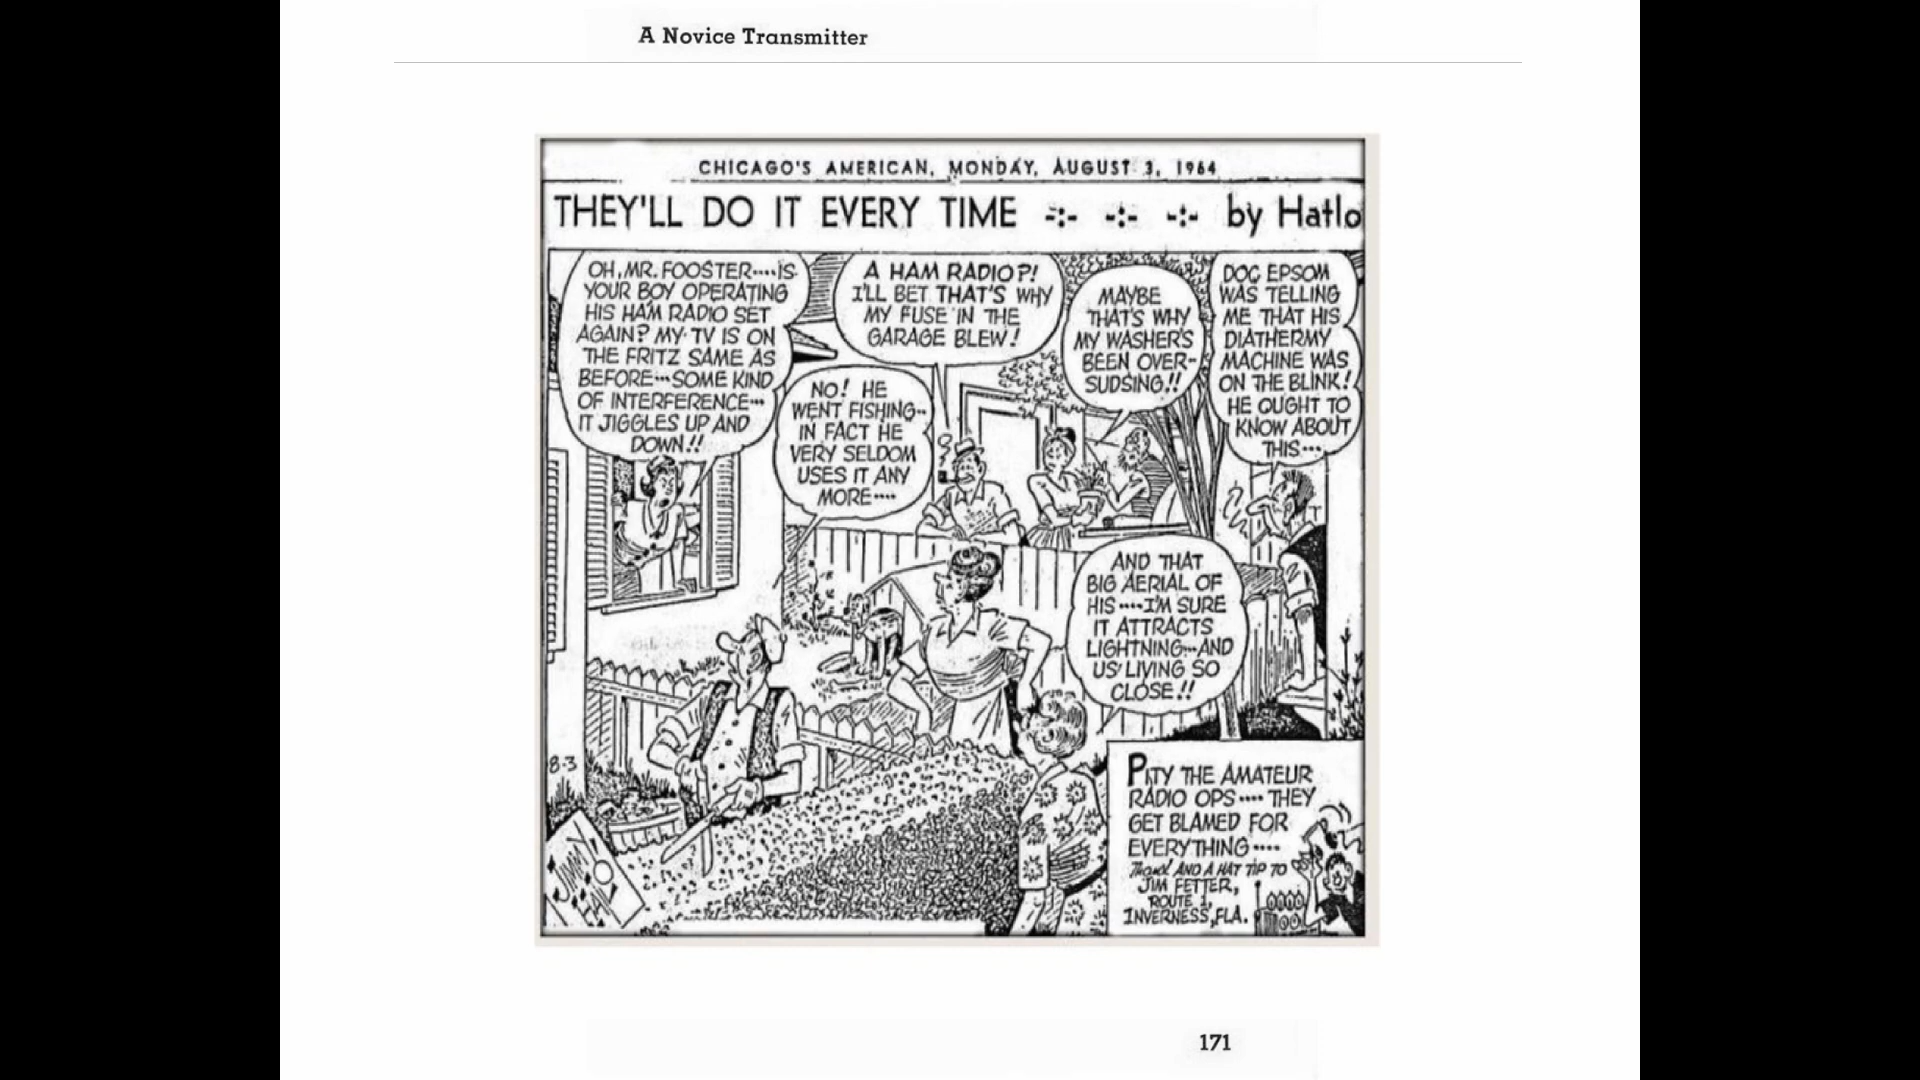 A Novice Transmitter
CHICAGO'S AMERICAN, MONDAY, AUGUST 3, 1964
THEY'LL DO IT EVERY TIME -:- -:- -:- by Hatlo
OH, MR. FOOSTER....IS
YOUR BOY OPERATING
HIS HAM RADIO SET
AGAIN? MY TV IS ON
THE FRITZ SAME AS
BEFORE...SOME KIND
OF INTERFERENCE...
IT JIGGLES UP AND
DOWN!!
NO! HE
WENT FISHING..
IN FACT HE
VERY SELDOM
USES IT ANY
MORE....
A HAM RADIO?!
I'LL BET THAT'S WHY
MY FUSE IN THE
GARAGE BLEW!
MAYBE
THAT'S WHY
MY WASHER'S
BEEN OVER-
SUDSING!!
DOC EPSOM
WAS TELLING
ME THAT HIS
DIATHERMY
MACHINE WAS
ON THE BLINK!
HE OUGHT TO
KNOW ABOUT
THIS...
AND THAT
BIG AERIAL OF
HIS....I'M SURE
IT ATTRACTS
LIGHTNING...AND
US LIVING SO
CLOSE!!
8-3
PITY THE AMATEUR
RADIO OPS.... THEY
GET BLAMED FOR
EVERYTHING....
Thanx AND A HAT TIP TO
JIM FETTER,
ROUTE 1,
INVERNESS, FLA.
171